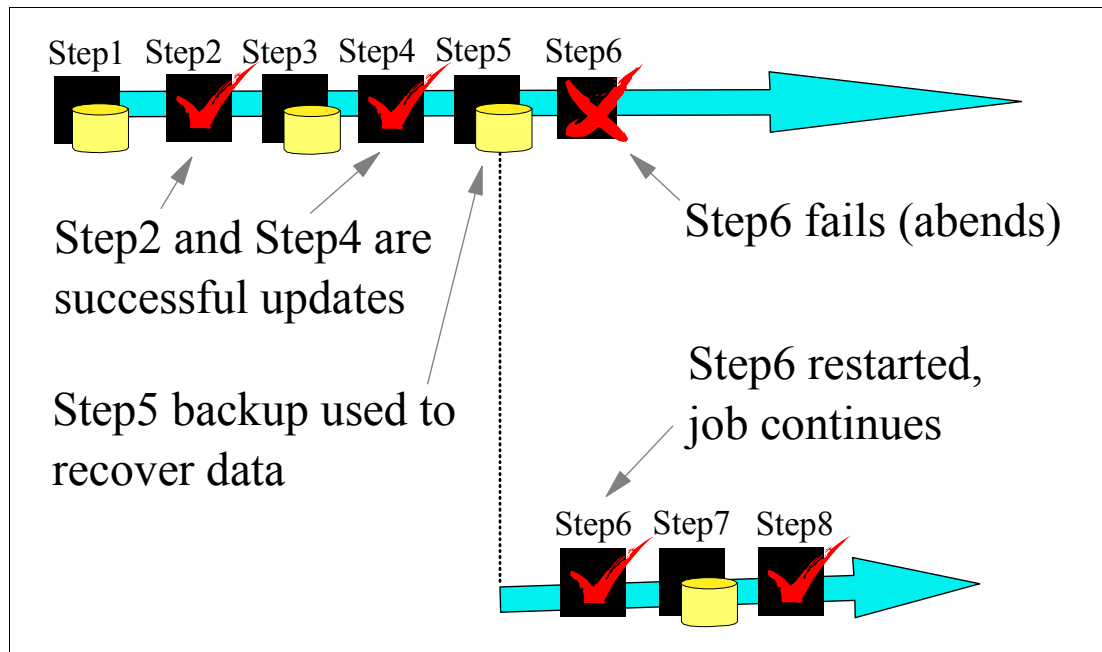 Step1 Step2 Step3 Step4 Step5 Step6
Step2 and Step4 are
successful updates
Step6 fails (abends)
Step5 backup used to
recover data
Step6 restarted,
job continues
Step6 Step7 Step8